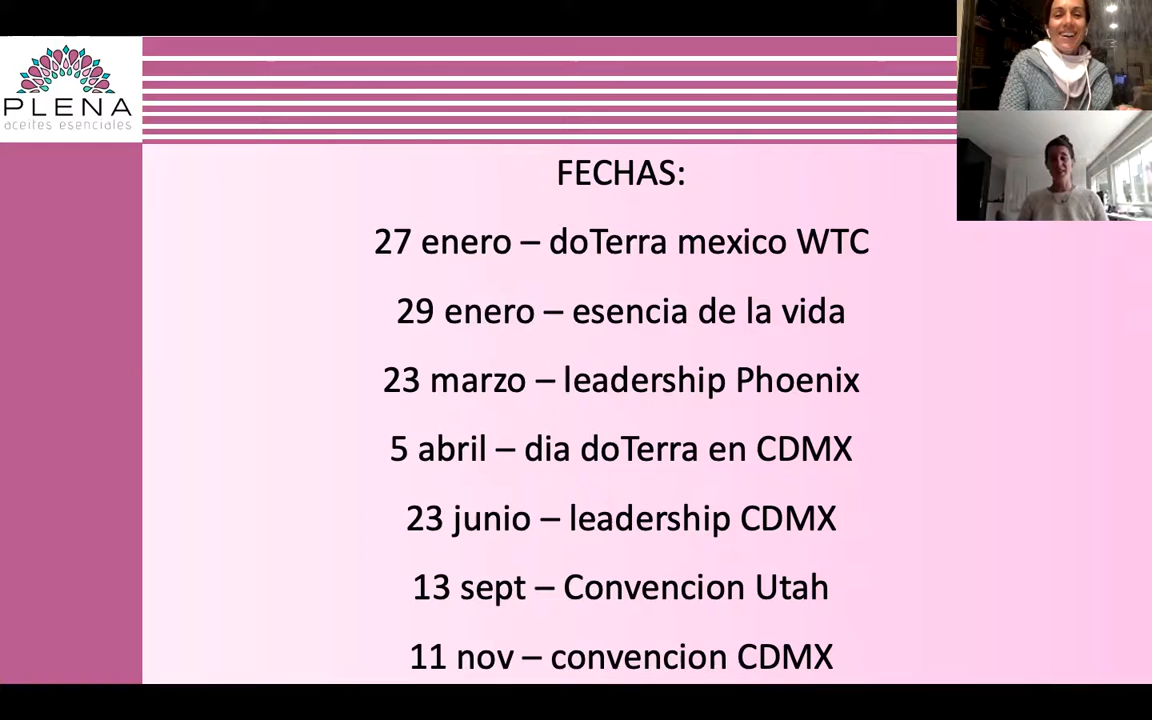 PLENA
aceites esenciales
FECHAS:
27 enero – doTerra mexico WTC
29 enero – esencia de la vida
23 marzo – leadership Phoenix
5 abril – dia doTerra en CDMX
23 junio – leadership CDMX
13 sept – Convencion Utah
11 nov – convencion CDMX